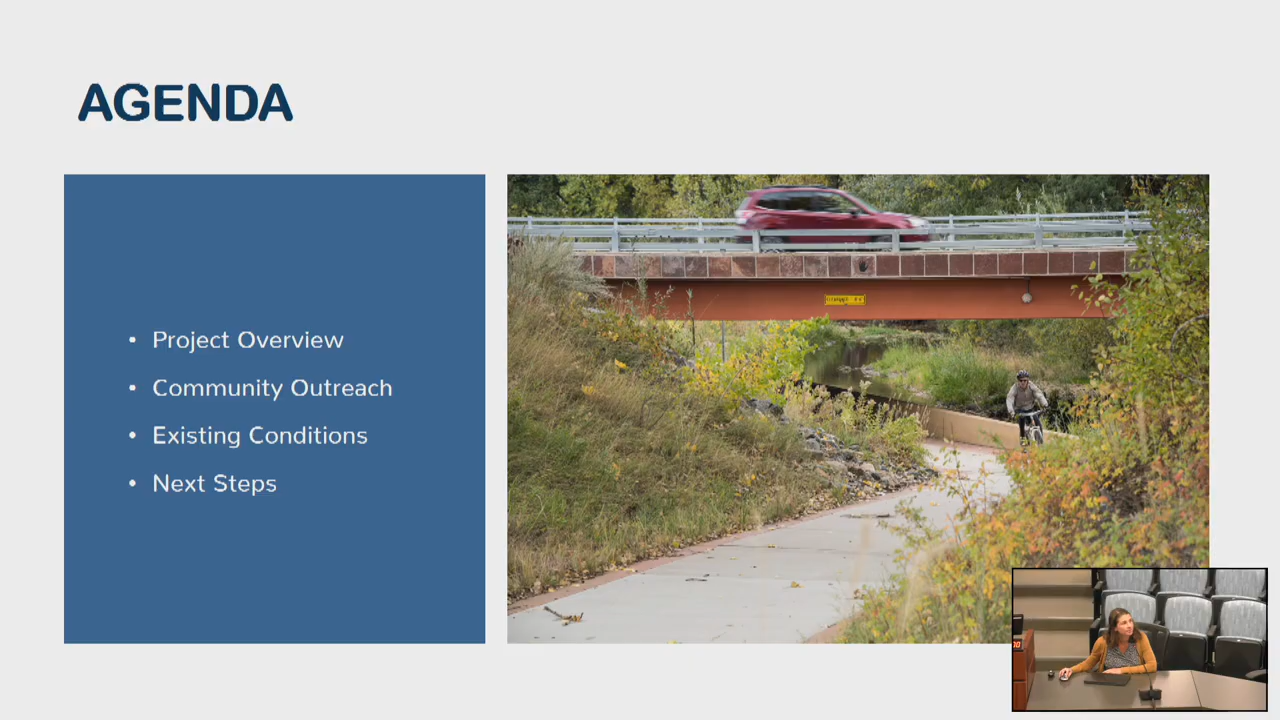 AGENDA
• Project Overview
• Community Outreach
• Existing Conditions
• Next Steps